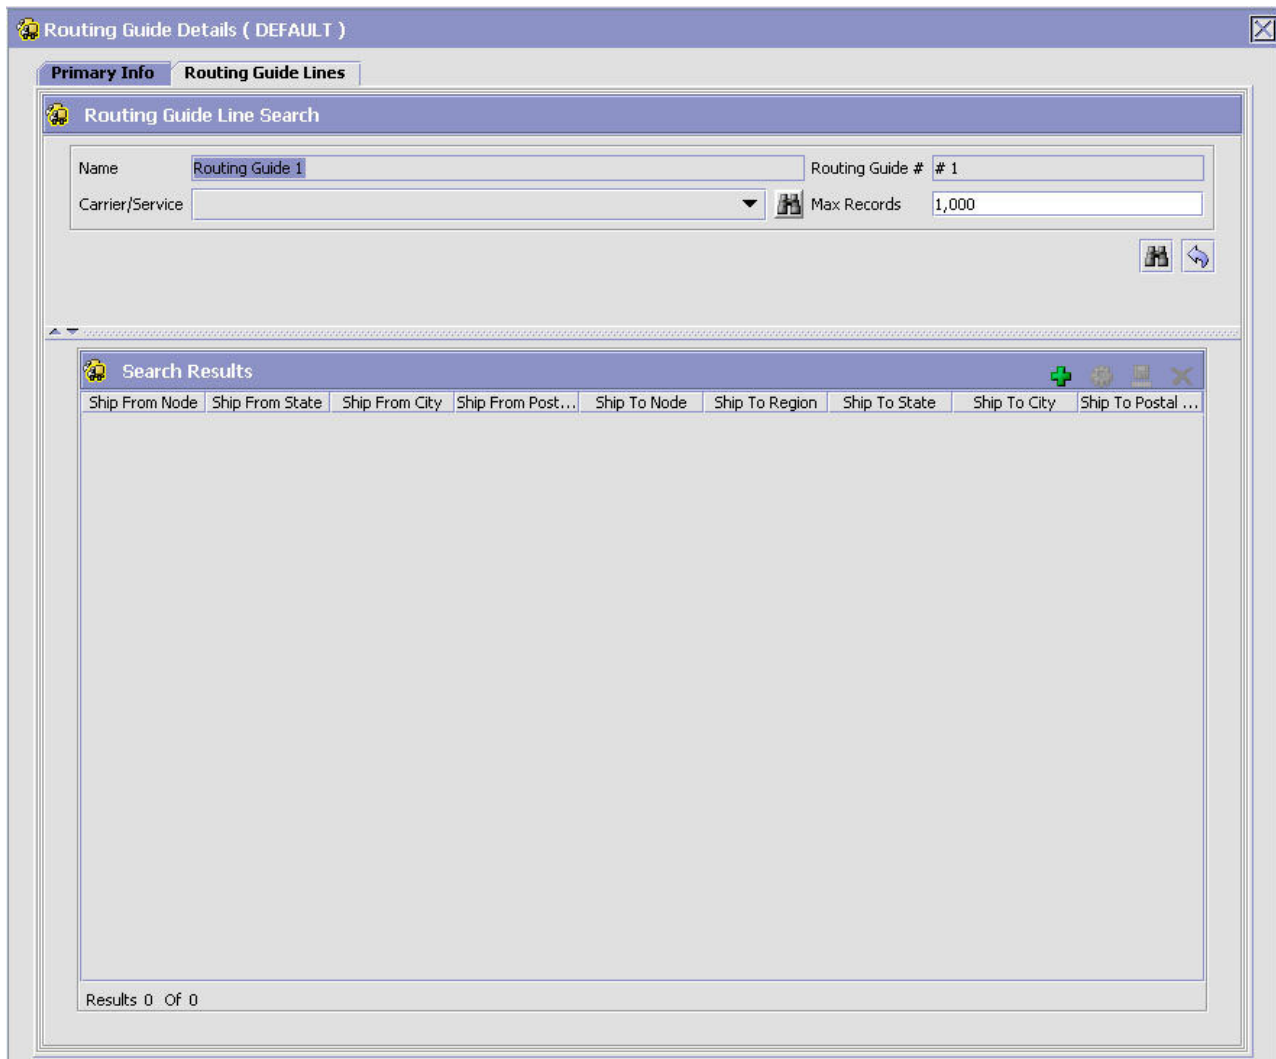 Routing Guide Details ( DEFAULT )
Primary Info Routing Guide Lines
Routing Guide Line Search
Name Routing Guide 1 Routing Guide # # 1
Carrier/Service Max Records 1,000
Search Results
Ship From Node Ship From State Ship From City Ship From Post... Ship To Node Ship To Region Ship To State Ship To City Ship To Postal ...
Results 0 Of 0